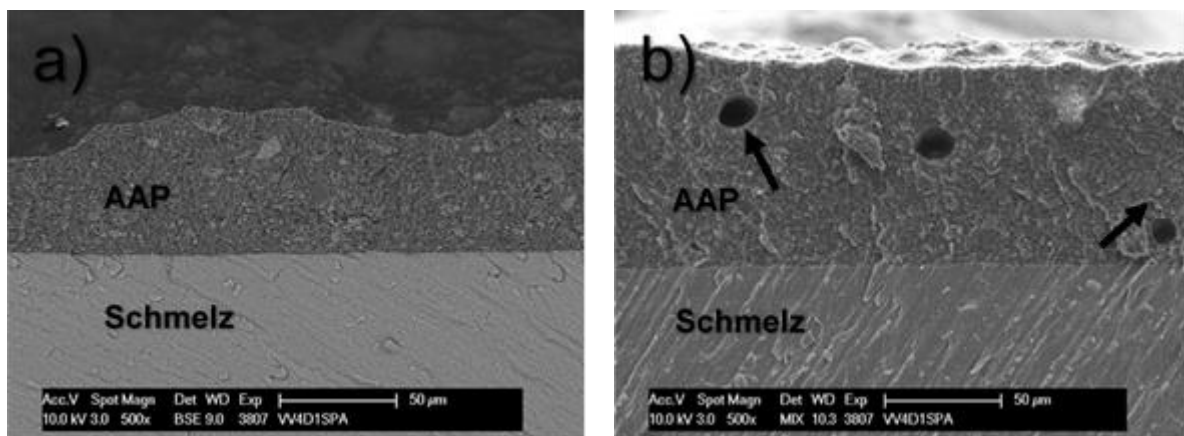 a)
AAP
Schmelz
Acc.V Spot Magn Det WD Exp 50 µm
10.0 kV 3.0 500x BSE 9.0 3807 VV4D1SPA
b)
AAP
Schmelz
Acc.V Spot Magn Det WD Exp 50 µm
10.0 kV 3.0 500x MIX 10.3 3807 VV4D1SPA